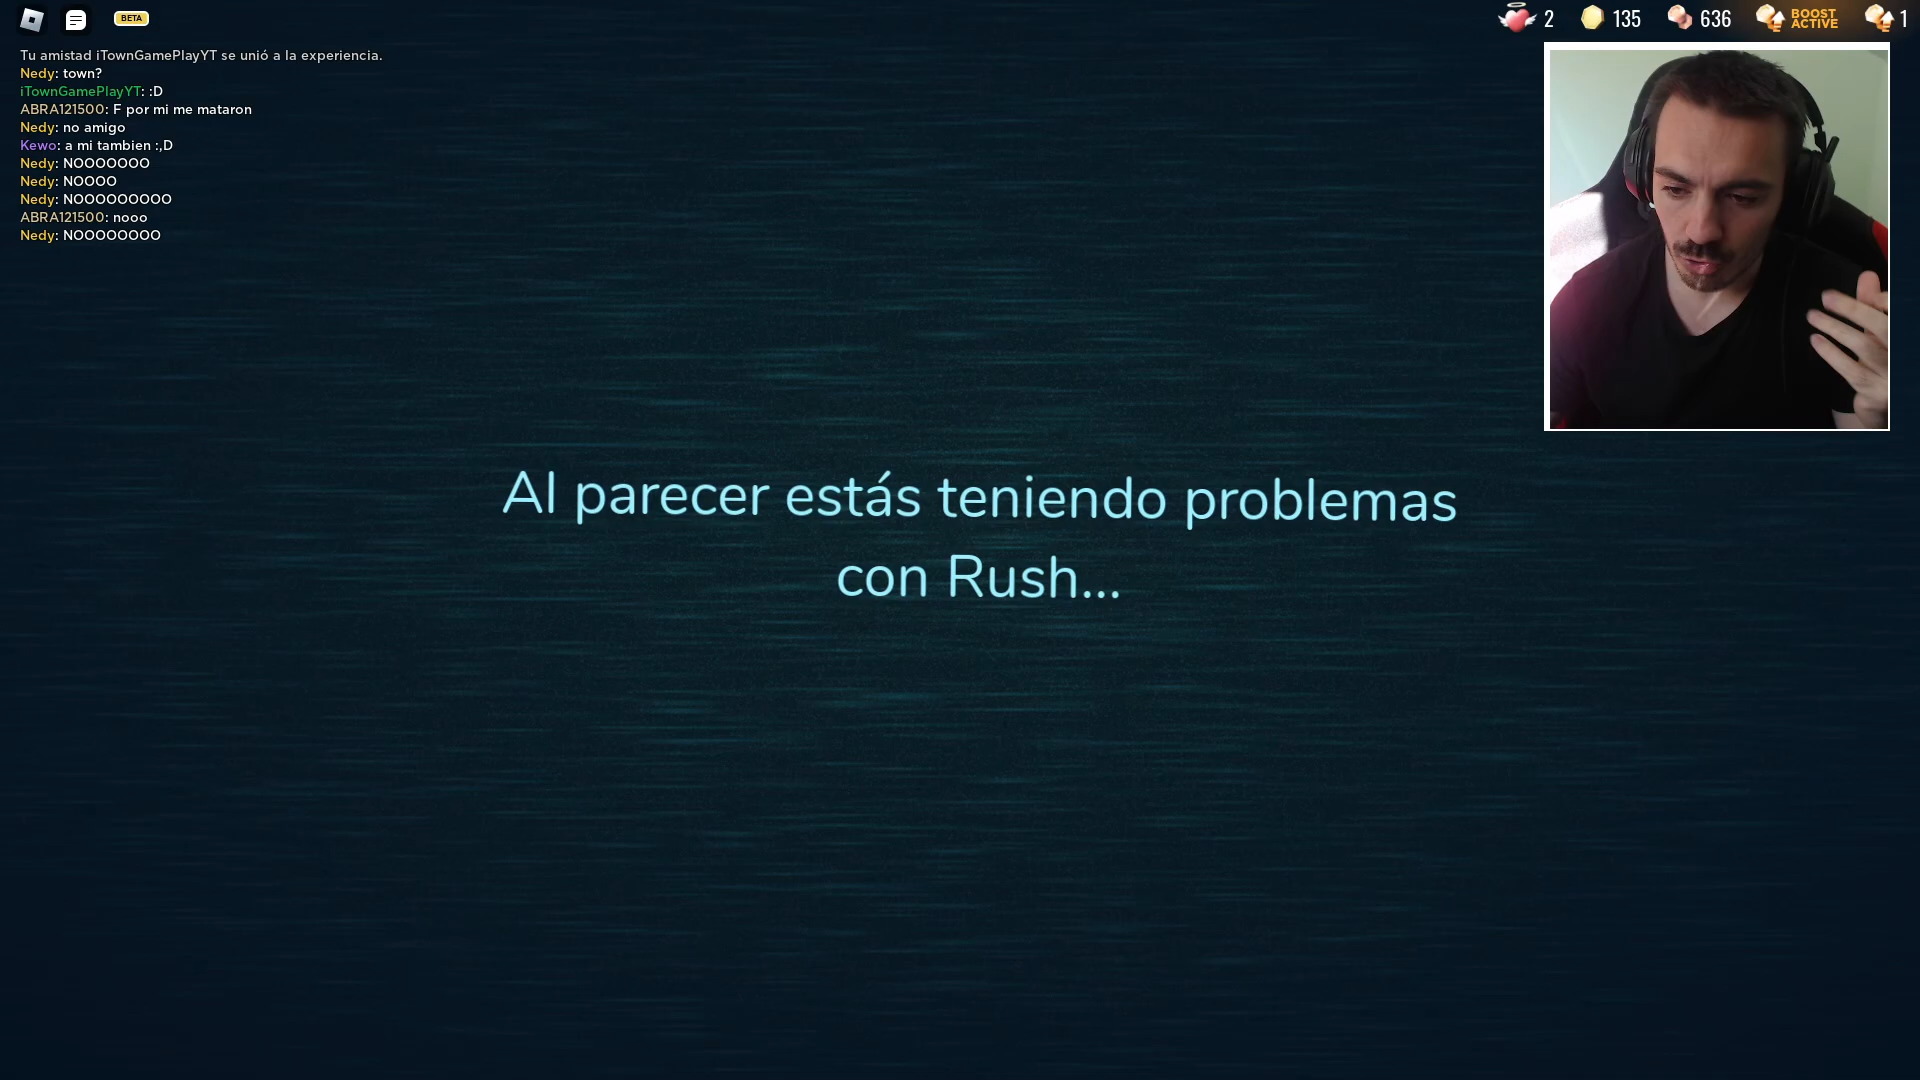 BETA
2
135
636
BOOST
ACTIVE
1
Tu amistad iTownGamePlayYT se unió a la experiencia.
Nedy: town?
iTownGamePlayYT: :D
ABRA121500: F por mi me mataron
Nedy: no amigo
Kewo: a mi tambien :,D
Nedy: NOOOOOOO
Nedy: NOOOO
Nedy: NOOOOOOOOO
ABRA121500: nooo
Nedy: NOOOOOOOO
Al parecer estás teniendo problemas
con Rush...